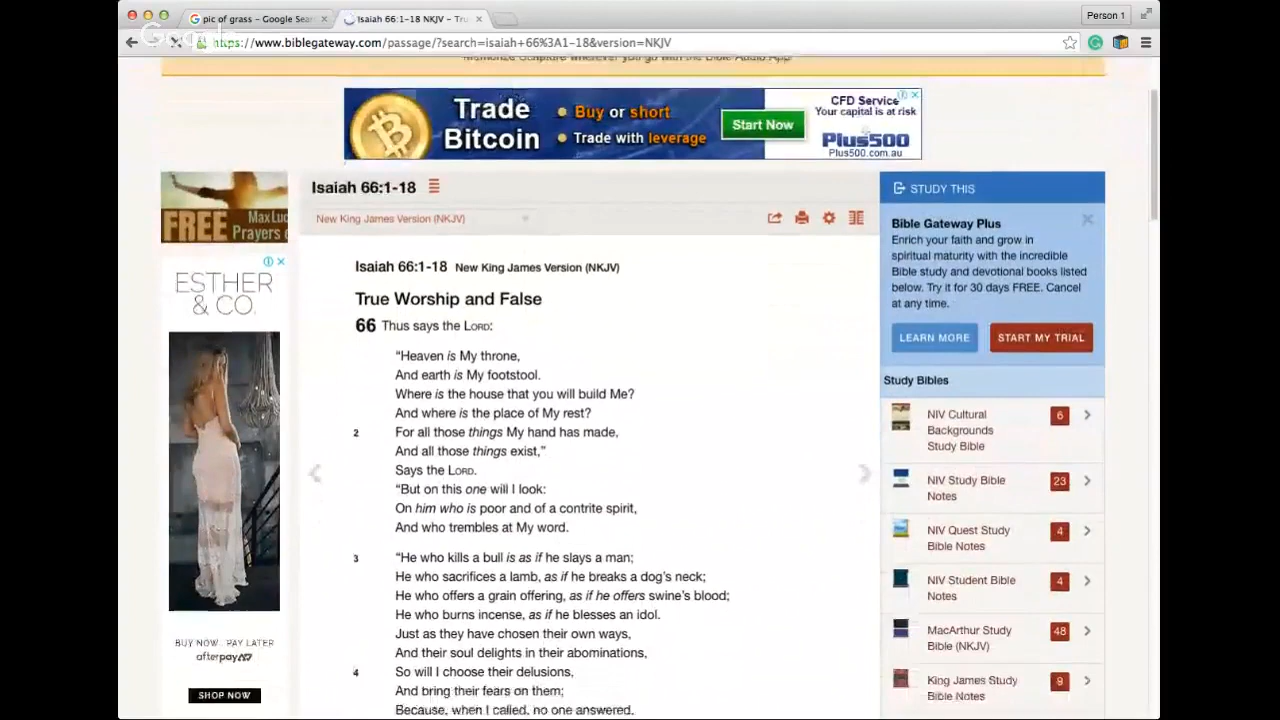 pic of grass - Google Sear
Isaiah 66:1-18 NKJV - Tru
Person 1
Google
https://www.biblegateway.com/passage/?search=isaiah+66%3A1-18&version=NKJV
Memorize Scripture wherever you go with the Bible Audio App
Trade
Bitcoin
Buy or short
Trade with leverage
Start Now
CFD Service
Your capital is at risk
Plus500
Plus500.com.au
FREE
Max Luc
Prayers
ESTHER
& CO.
BUY NOW. PAY LATER
afterpay
SHOP NOW
Isaiah 66:1-18
New King James Version (NKJV)
Isaiah 66:1-18 New King James Version (NKJV)
True Worship and False
66 Thus says the LORD:
“Heaven is My throne,
And earth is My footstool.
Where is the house that you will build Me?
And where is the place of My rest?
2 For all those things My hand has made,
And all those things exist,”
Says the LORD.
“But on this one will I look:
On him who is poor and of a contrite spirit,
And who trembles at My word.
3 “He who kills a bull is as if he slays a man;
He who sacrifices a lamb, as if he breaks a dog’s neck;
He who offers a grain offering, as if he offers swine’s blood;
He who burns incense, as if he blesses an idol.
Just as they have chosen their own ways,
And their soul delights in their abominations,
4 So will I choose their delusions,
And bring their fears on them;
Because, when I called, no one answered,
STUDY THIS
Bible Gateway Plus
Enrich your faith and grow in
spiritual maturity with the incredible
Bible study and devotional books listed
below. Try it for 30 days FREE. Cancel
at any time.
LEARN MORE
START MY TRIAL
Study Bibles
NIV Cultural
Backgrounds
Study Bible
6
NIV Study Bible
Notes
23
NIV Quest Study
Bible Notes
4
NIV Student Bible
Notes
4
MacArthur Study
Bible (NKJV)
48
King James Study
Bible Notes
8